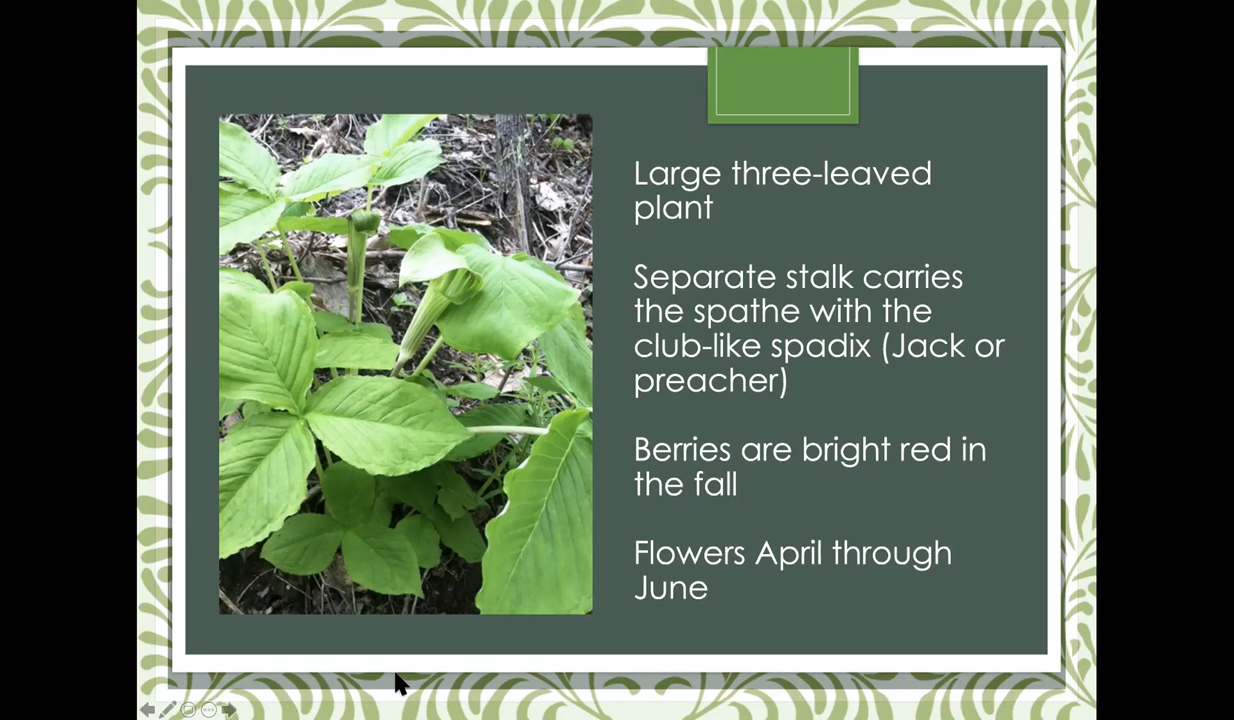 Large three-leaved
plant
Separate stalk carries
the spathe with the
club-like spadix (Jack or
preacher)
Berries are bright red in
the fall
Flowers April through
June